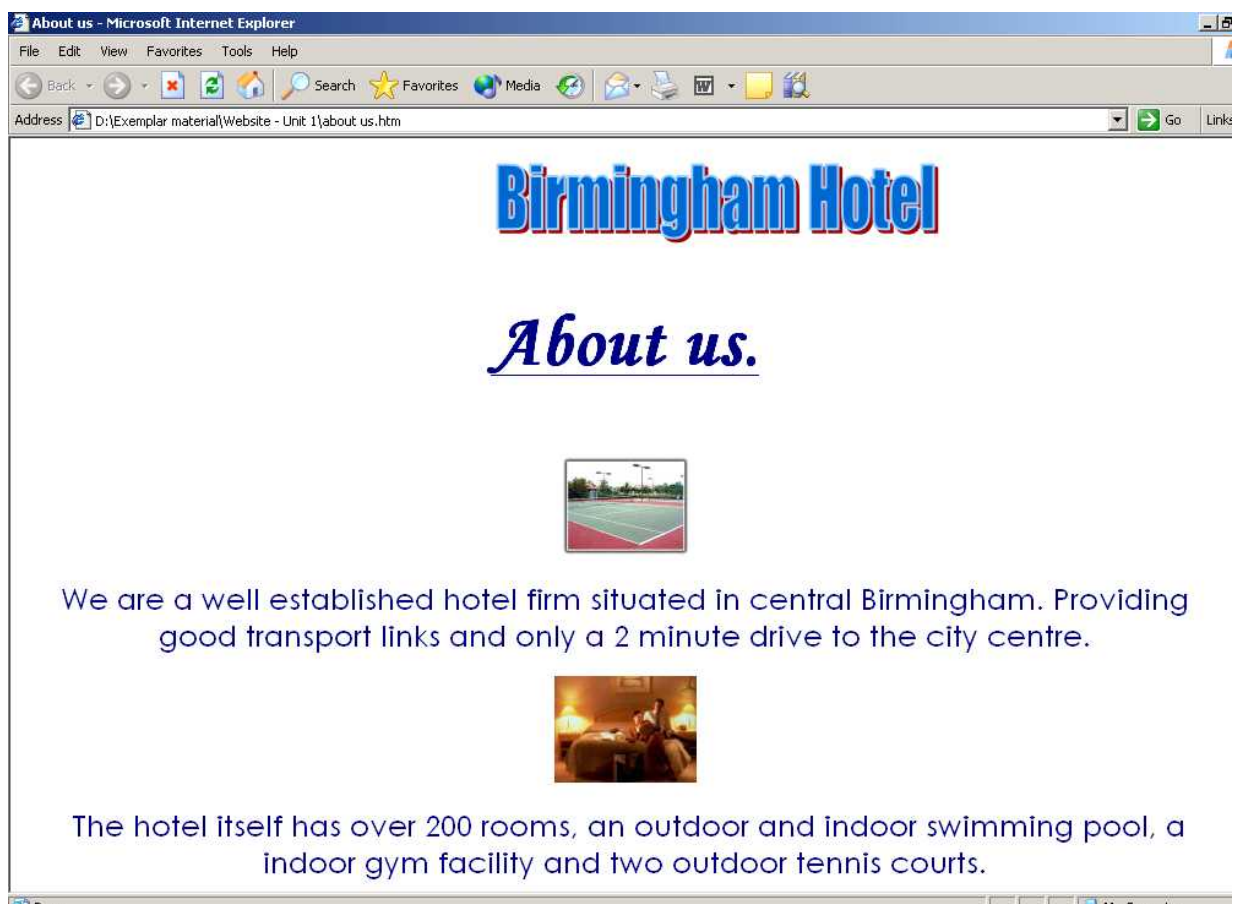 About us - Microsoft Internet Explorer
File Edit View Favorites Tools Help
Back Search Favorites Media
Address D:\Exemplar material\Website - Unit 1\about us.htm Go Links
Birmingham Hotel
About us.
We are a well established hotel firm situated in central Birmingham. Providing
good transport links and only a 2 minute drive to the city centre.
The hotel itself has over 200 rooms, an outdoor and indoor swimming pool, a
indoor gym facility and two outdoor tennis courts.